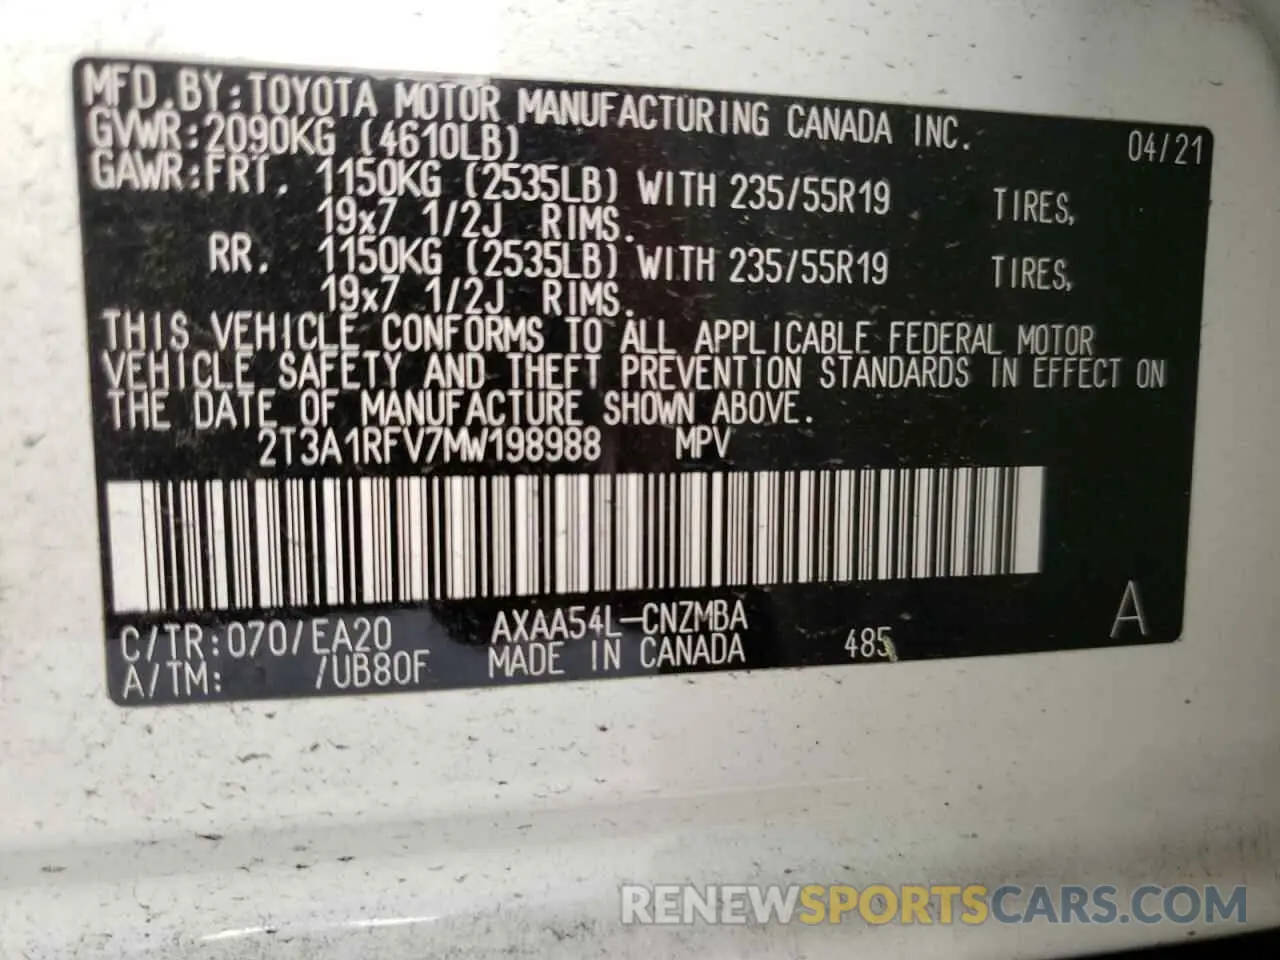 MFD.BY:TOYOTA MOTOR MANUFACTURING CANADA INC. 04/21
GVWR:2090KG (4610LB)
GAWR:FRT. 1150KG (2535LB) WITH 235/55R19 TIRES,
19x7 1/2J RIMS.
RR. 1150KG (2535LB) WITH 235/55R19 TIRES,
19x7 1/2J RIMS.
THIS VEHICLE CONFORMS TO ALL APPLICABLE FEDERAL MOTOR
VEHICLE SAFETY AND THEFT PREVENTION STANDARDS IN EFFECT ON
THE DATE OF MANUFACTURE SHOWN ABOVE.
2T3A1RFV7MW198988 MPV
C/TR:070/EA20 AXAA54L-CNZMBA A
A/TM: /UB80F MADE IN CANADA 485
RENEWSPORTSCARS.COM